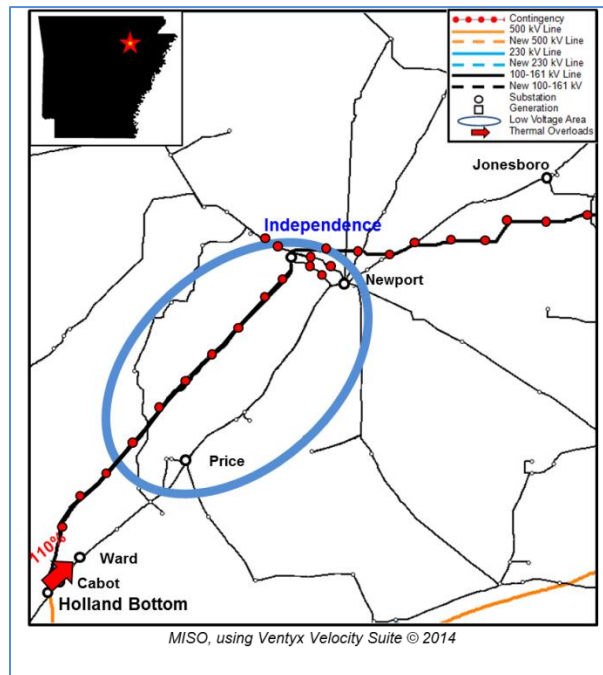 Contingency
500 kV Line
New 500 kV Line
230 kV Line
New 230 kV Line
100-161 kV Line
New 100-161 kV
Substation
Generation
Low Voltage Area
Thermal Overloads
Jonesboro
Independence
Newport
Price
110%
Ward
Cabot
Holland Bottom
MISO, using Ventyx Velocity Suite © 2014